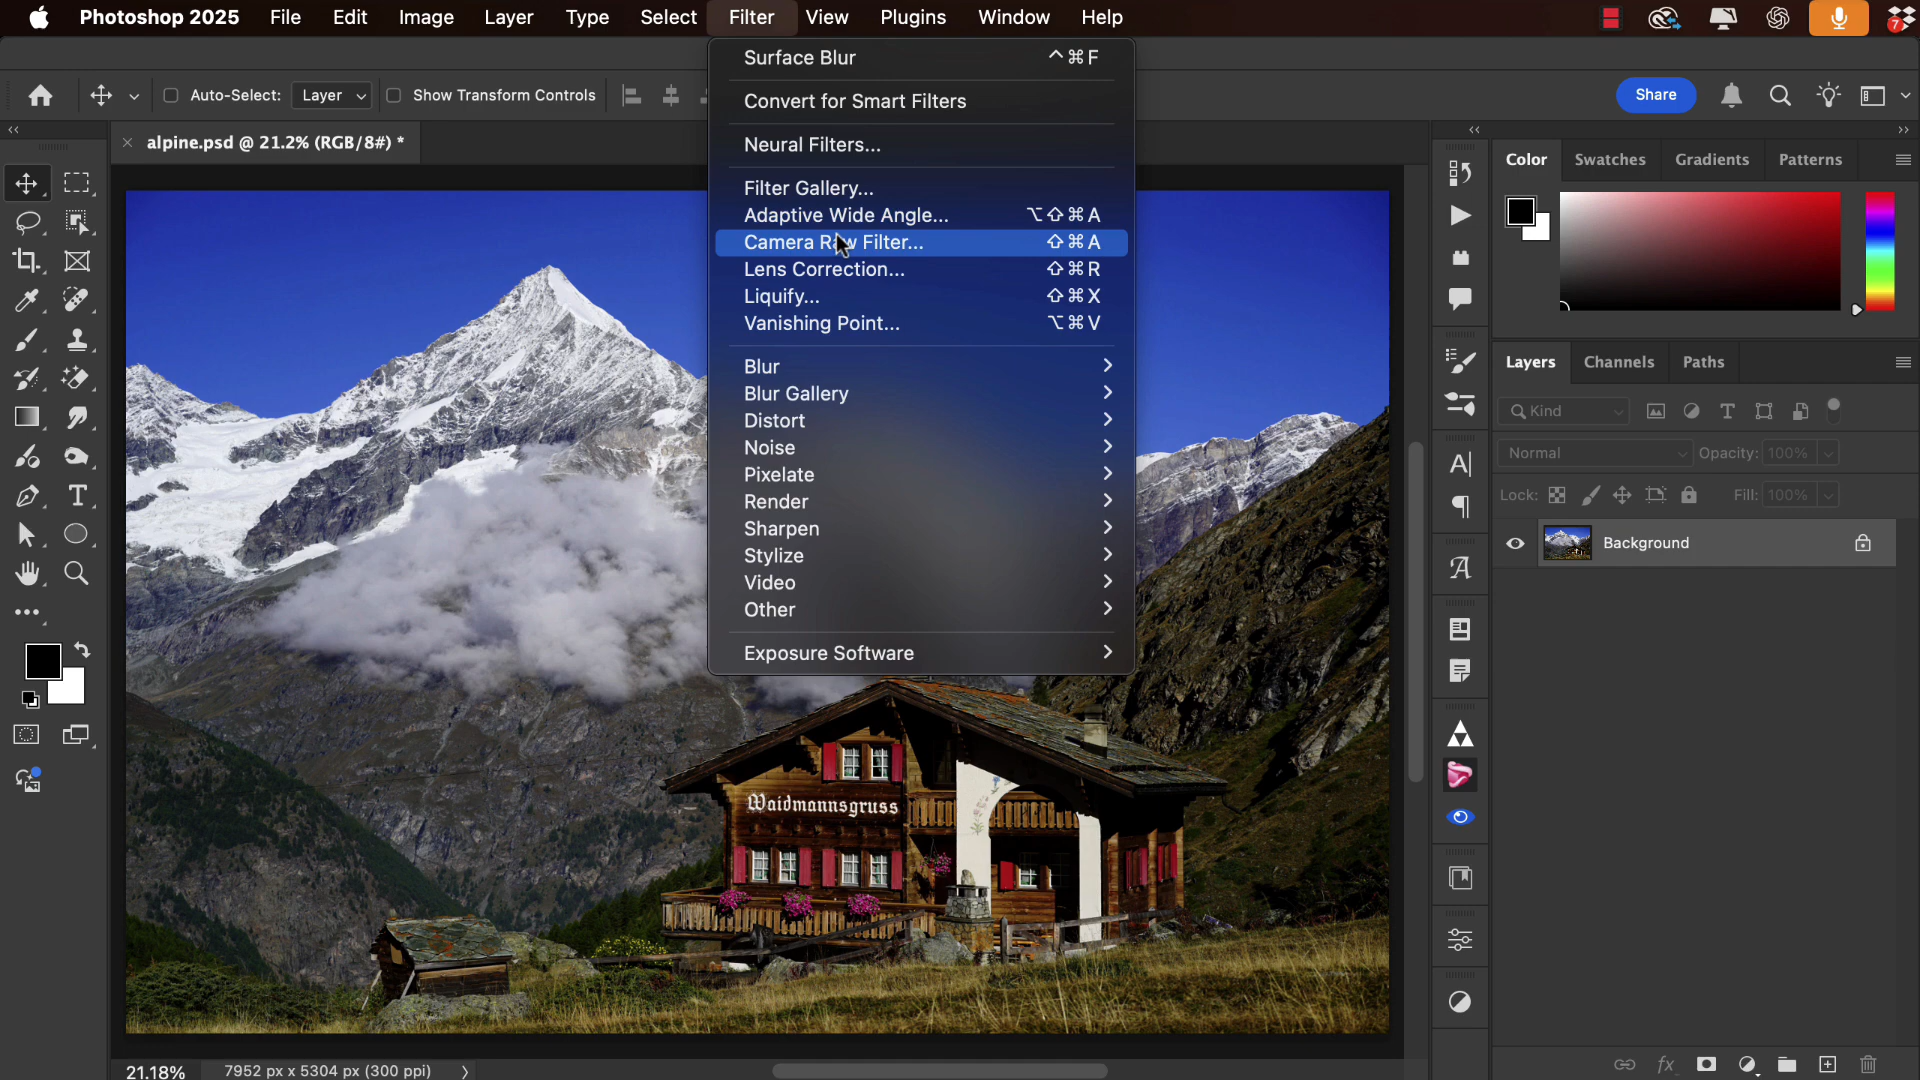 Photoshop 2025 File Edit Image Layer Type Select Filter View Plugins Window Help
7
Surface Blur ^⌘F
Auto-Select: Layer Show Transform Controls
Share
Convert for Smart Filters
alpine.psd @ 21.2% (RGB/8#) *
Neural Filters...
Filter Gallery...
Adaptive Wide Angle... ⌥⇧⌘A
Camera Raw Filter... ⇧⌘A
Lens Correction... ⇧⌘R
Liquify... ⇧⌘X
Vanishing Point... ⌥⌘V
Blur
Blur Gallery
Distort
Noise
Pixelate
Render
Sharpen
Stylize
Video
Other
Exposure Software
Color Swatches Gradients Patterns
Layers Channels Paths
Kind
Normal Opacity: 100%
Lock: Fill: 100%
Background
Waidmannsgruss
21.18% 7952 px x 5304 px (300 ppi)